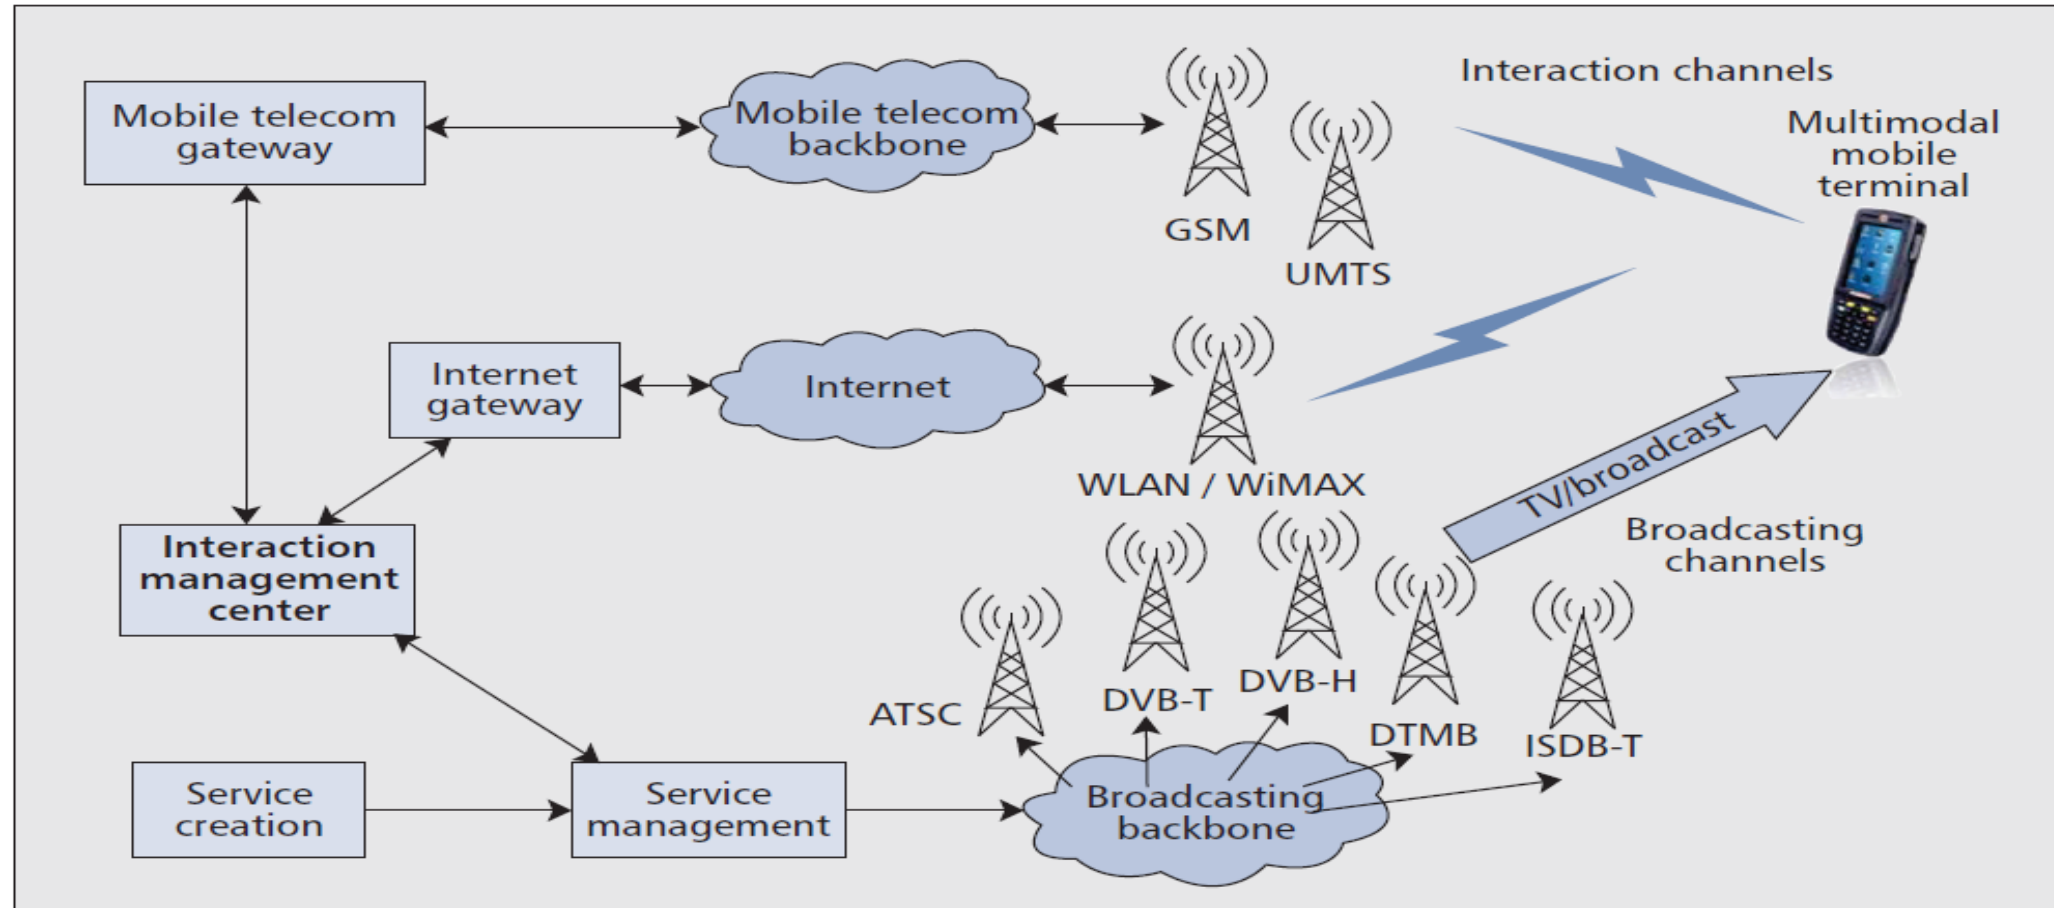 Mobile telecom
gateway
Mobile telecom
backbone
GSM
UMTS
Interaction channels
Multimodal
mobile
terminal
Internet
gateway
Internet
WLAN / WiMAX
TV/broadcast
Broadcasting
channels
Interaction
management
center
ATSC
DVB-T
DVB-H
DTMB
ISDB-T
Service
creation
Service
management
Broadcasting
backbone